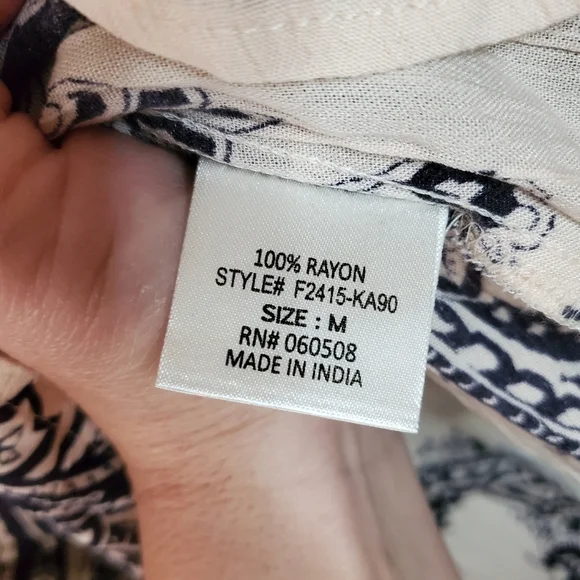 100% RAYON
STYLE# F2415-KA90
SIZE : M
RN# 060508
MADE IN INDIA